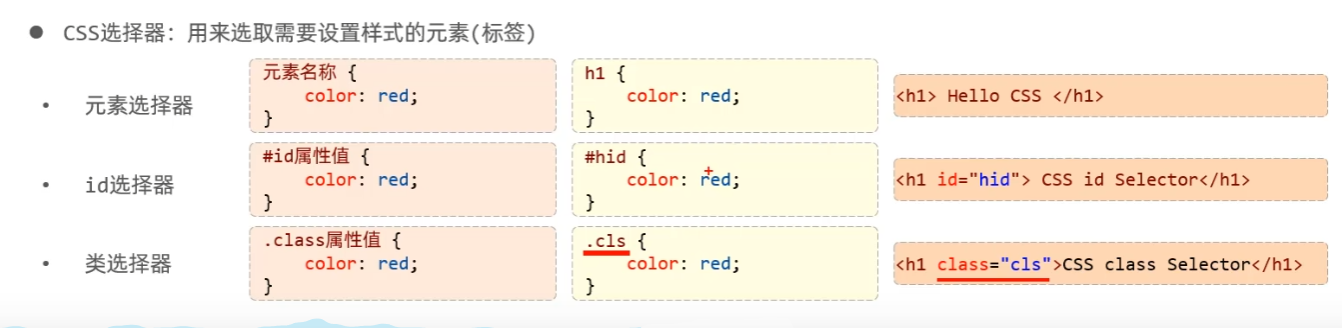 CSS选择器：用来选取需要设置样式的元素(标签)
元素选择器
元素名称 {
color: red;
}
h1 {
color: red;
}
<h1> Hello CSS </h1>
id选择器
#id属性值 {
color: red;
}
#hid {
color: red;
}
<h1 id="hid"> CSS id Selector</h1>
类选择器
.class属性值 {
color: red;
}
.cls {
color: red;
}
<h1 class="cls">CSS class Selector</h1>